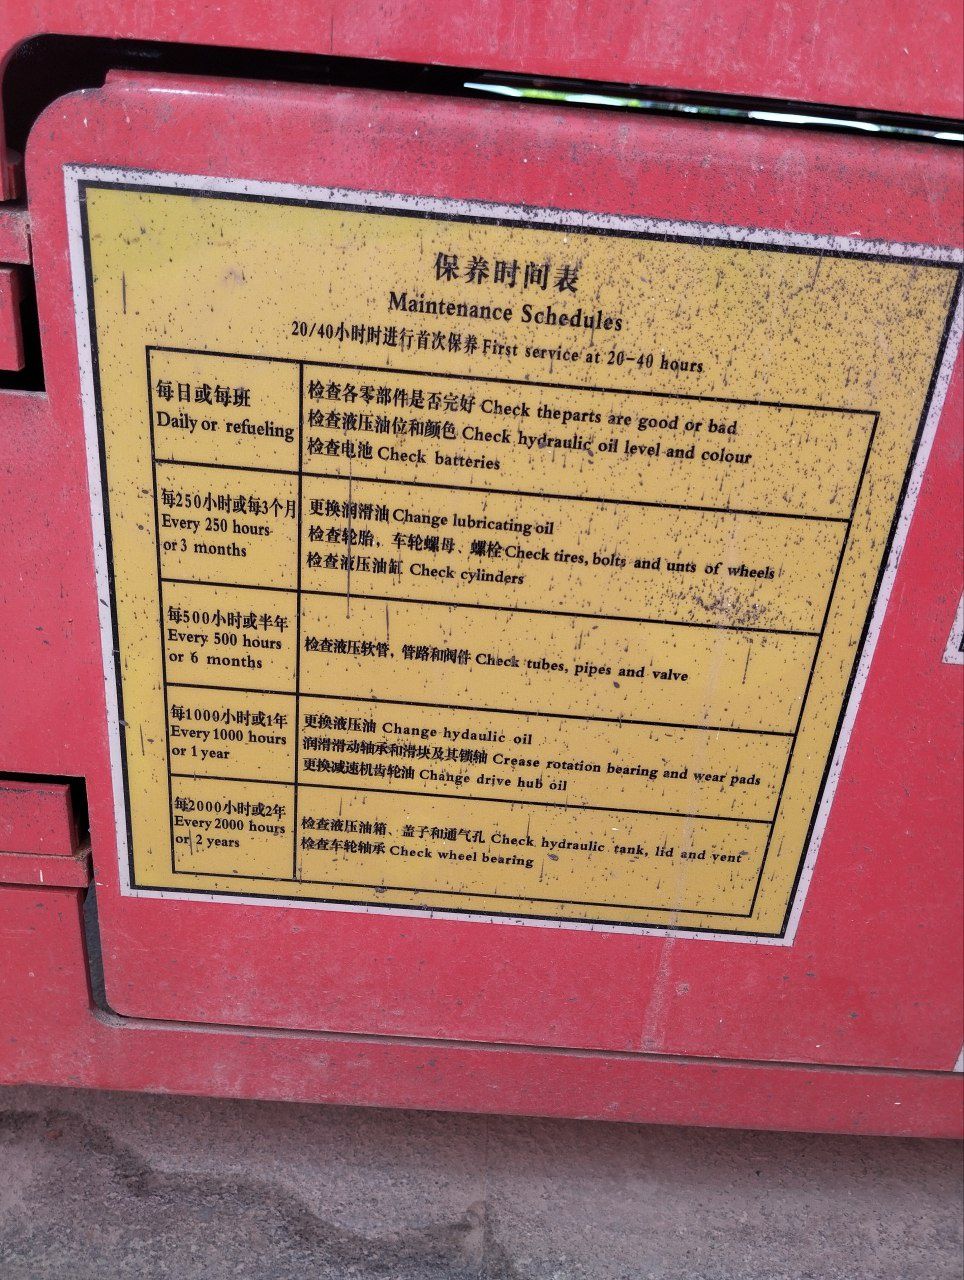 保养时间表
Maintenance Schedules
20/40小时时进行首次保养 First service at 20-40 hours
每日或每班
Daily or refueling
检查各零部件是否完好 Check theparts are good or bad
检查液压油位和颜色 Check hydraulic oil level and colour
检查电池 Check batteries
每250小时或每3个月
Every 250 hours
or 3 months
更换润滑油 Change lubricating oil
检查轮胎，车轮螺母、螺栓 Check tires, bolts and unts of wheels
检查液压油缸 Check cylinders
每500小时或半年
Every 500 hours
or 6 months
检查液压软管，管路和阀件 Check tubes, pipes and valve
每1000小时或1年
Every 1000 hours
or 1 year
更换液压油 Change hydaulic oil
润滑滑动轴承和滑块及其锁轴 Crease rotation bearing and wear pads
更换减速机齿轮油 Change drive hub oil
每2000小时或2年
Every 2000 hours
or 2 years
检查液压油箱、盖子和通气孔 Check hydraulic tank, lid and vent
检查车轮轴承 Check wheel bearing